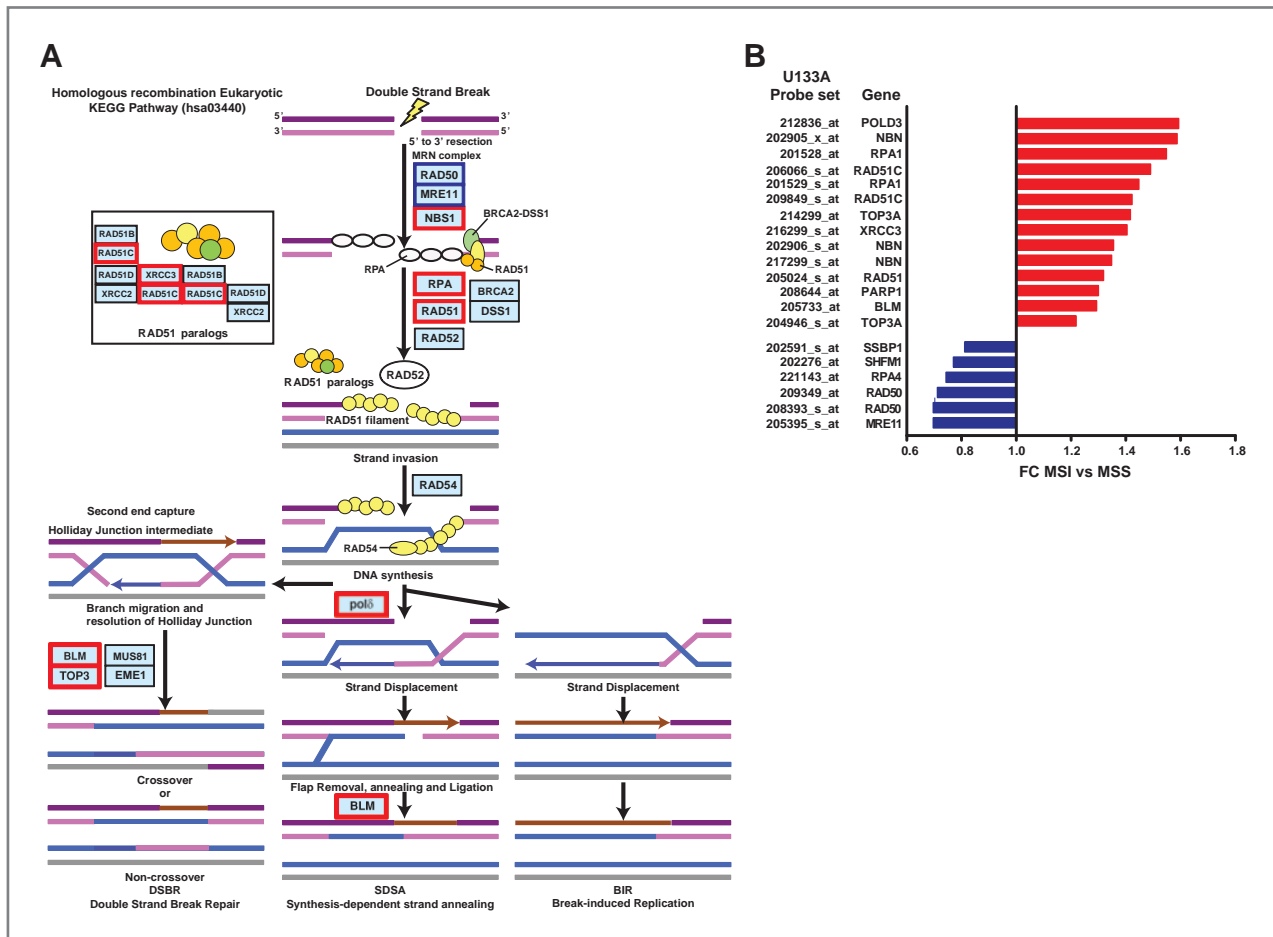 A
Homologous recombination Eukaryotic
KEGG Pathway (hsa03440)
Double Strand Break
5’
3’
3’
5’
5’ to 3’ resection
MRN complex
RAD50
MRE11
NBS1
BRCA2-DSS1
RPA
RAD51
RAD51B
RAD51C
RAD51D
XRCC3
RAD51B
XRCC2
RAD51C
RAD51C
RAD51D
XRCC2
RAD51 paralogs
RPA
BRCA2
RAD51
DSS1
RAD52
RAD51 paralogs
RAD52
RAD51 filament
Strand invasion
RAD54
Second end capture
Holliday Junction intermediate
RAD54
DNA synthesis
Branch migration and
resolution of Holliday Junction
polδ
BLM
MUS81
TOP3
EME1
Strand Displacement
Strand Displacement
Crossover
or
Flap Removal, annealing and Ligation
BLM
Non-crossover
DSBR
Double Strand Break Repair
SDSA
Synthesis-dependent strand annealing
BIR
Break-induced Replication
B
U133A
Probe set
Gene
212836_at POLD3
202905_x_at NBN
201528_at RPA1
206066_s_at RAD51C
201529_s_at RPA1
209849_s_at RAD51C
214299_at TOP3A
216299_s_at XRCC3
202906_s_at NBN
217299_s_at NBN
205024_s_at RAD51
208644_at PARP1
205733_at BLM
204946_s_at TOP3A
202591_s_at SSBP1
202276_at SHFM1
221143_at RPA4
209349_at RAD50
208393_s_at RAD50
205395_s_at MRE11
0.6 0.8 1.0 1.2 1.4 1.6 1.8
FC MSI vs MSS